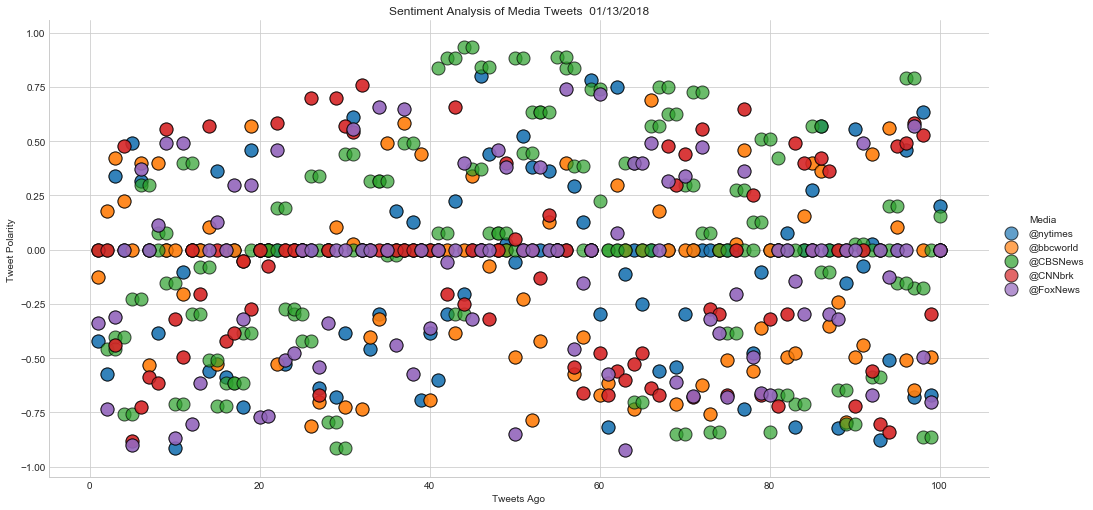 Sentiment Analysis of Media Tweets  01/13/2018
Tweet Polarity
1.00
0.75
0.50
0.25
0.00
−0.25
−0.50
−0.75
−1.00
0
20
40
60
80
100
Tweets Ago
Media
@nytimes
@bbcworld
@CBSNews
@CNNbrk
@FoxNews